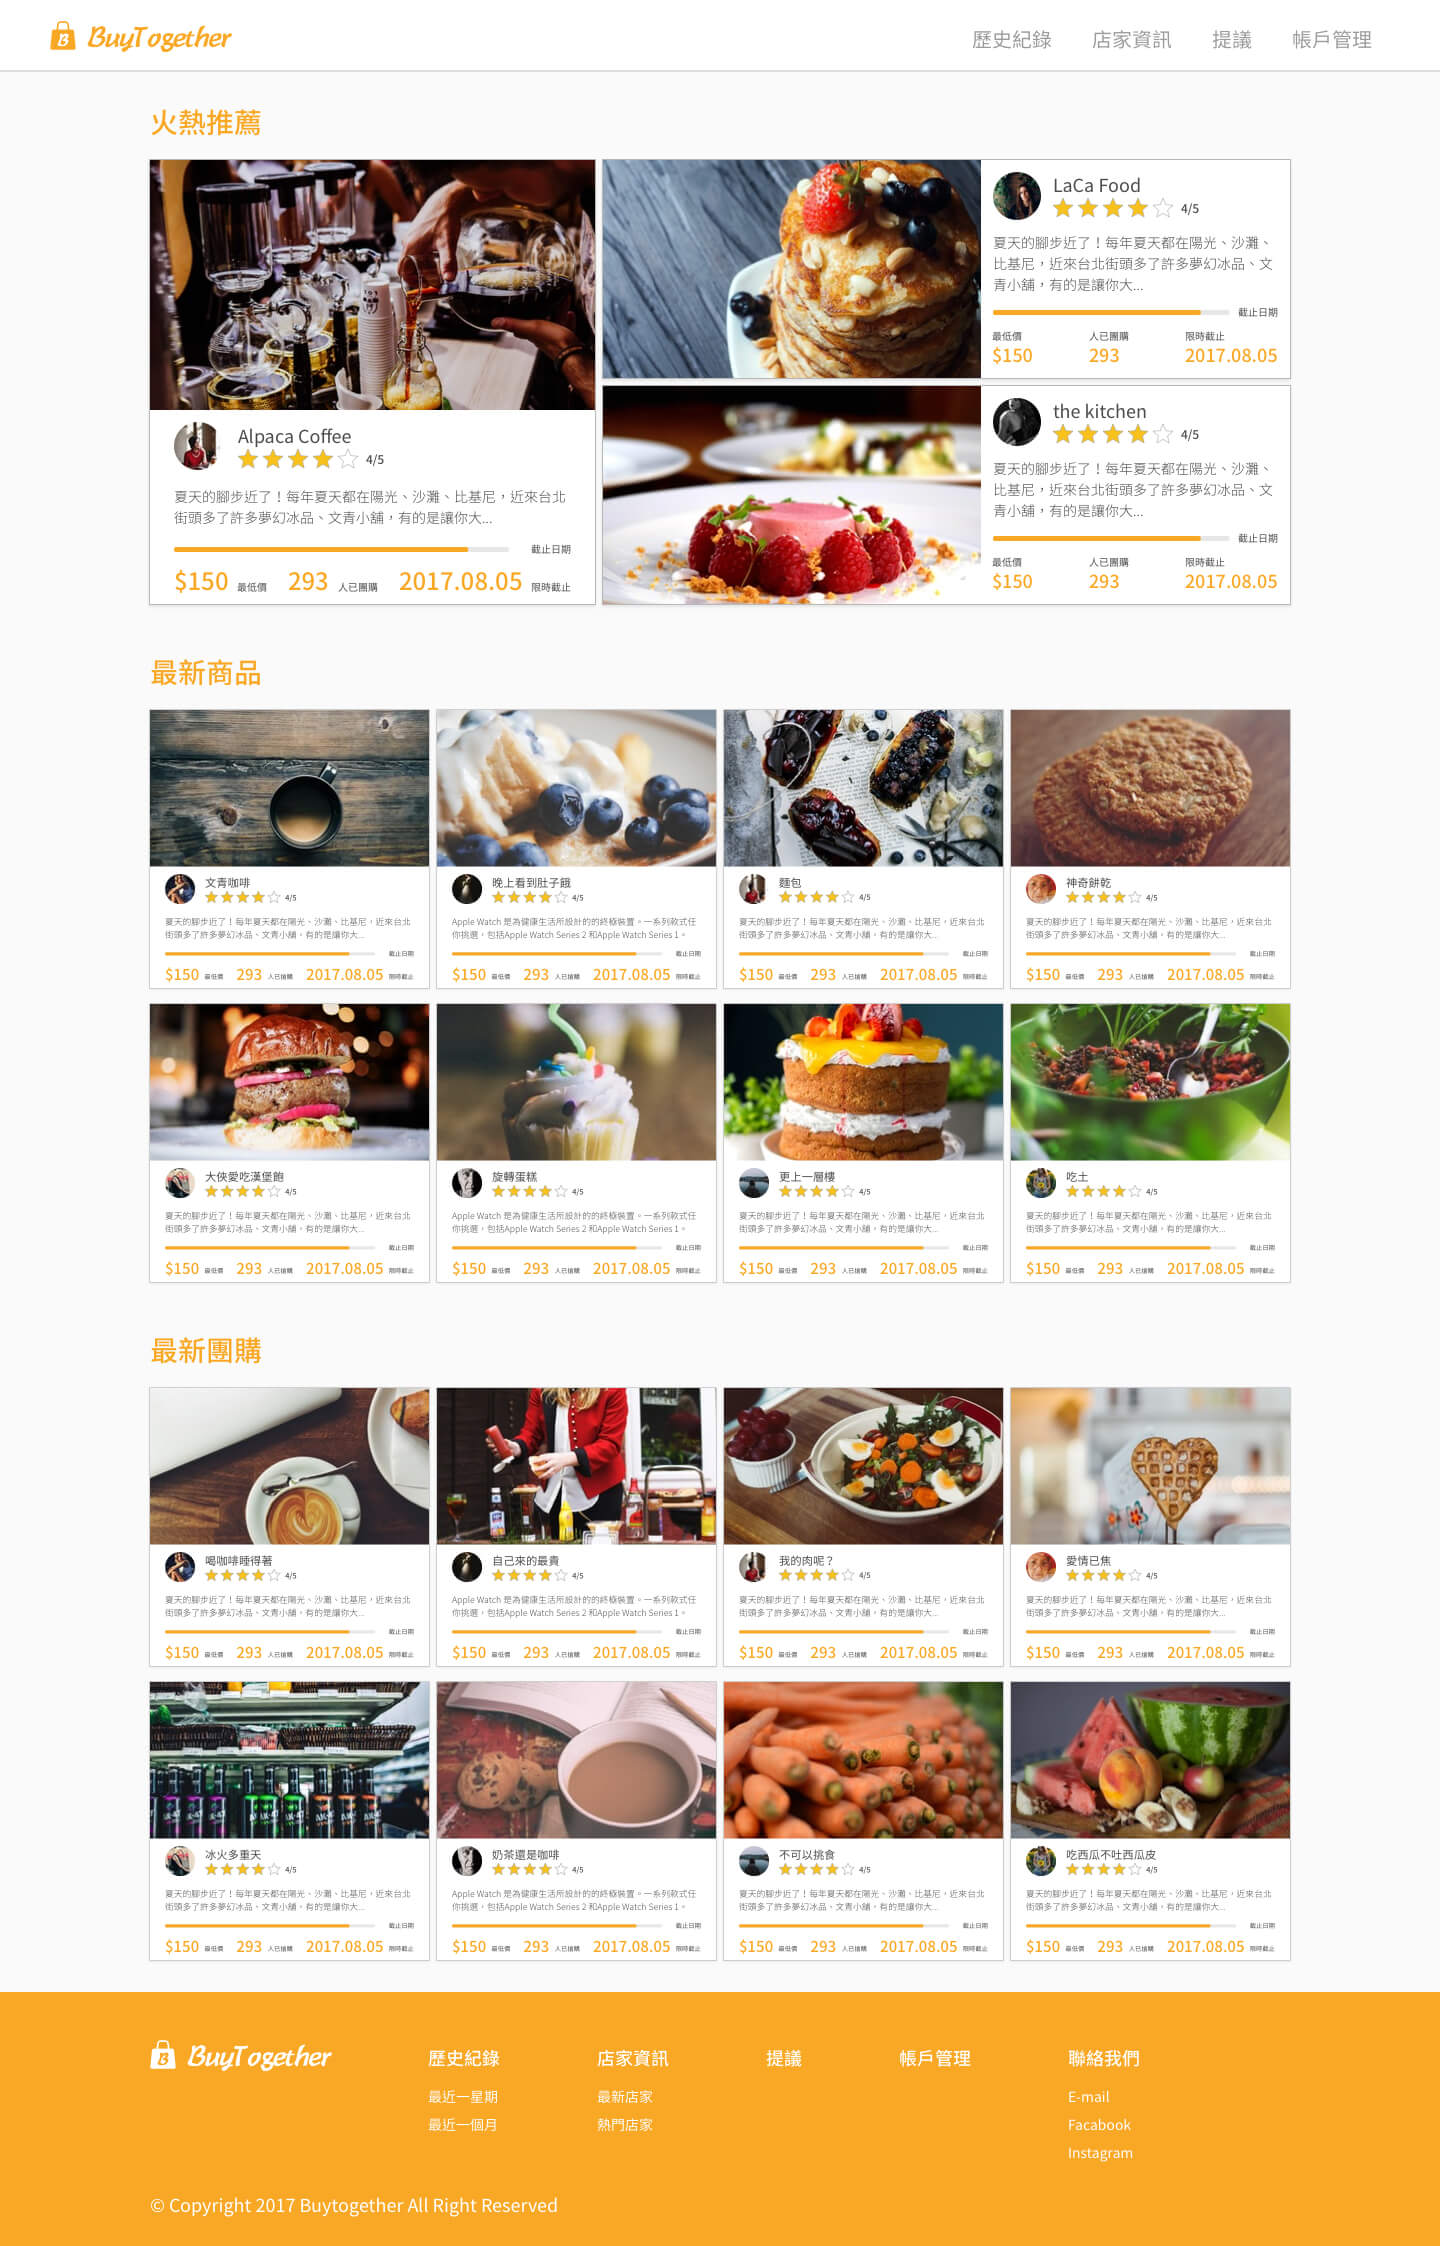 BuyTogether
歷史紀錄 店家資訊 提議 帳戶管理
火熱推薦
Alpaca Coffee
4/5
夏天的腳步近了！每年夏天都在陽光、沙灘、比基尼，近來台北
街頭多了許多夢幻冰品、文青小舖，有的是讓你大...
截止日期
$150 最低價 293 人已團購 2017.08.05 限時截止
LaCa Food
4/5
夏天的腳步近了！每年夏天都在陽光、沙灘、
比基尼，近來台北街頭多了許多夢幻冰品、文
青小舖，有的是讓你大...
截止日期
最低價 人已團購 限時截止
$150 293 2017.08.05
the kitchen
4/5
夏天的腳步近了！每年夏天都在陽光、沙灘、
比基尼，近來台北街頭多了許多夢幻冰品、文
青小舖，有的是讓你大...
截止日期
最低價 人已團購 限時截止
$150 293 2017.08.05
最新商品
文青咖啡
4/5
夏天的腳步近了！每年夏天都在陽光、沙灘、比基尼，近來台北
街頭多了許多夢幻冰品、文青小舖，有的是讓你大...
截止日期
$150 最低價 293 人已搶購 2017.08.05 限時截止
晚上看到肚子餓
4/5
Apple Watch 是為健康生活所設計的的終極裝置。一系列款式任
你挑選，包括Apple Watch Series 2 和Apple Watch Series 1。
截止日期
$150 最低價 293 人已搶購 2017.08.05 限時截止
麵包
4/5
夏天的腳步近了！每年夏天都在陽光、沙灘、比基尼，近來台北
街頭多了許多夢幻冰品、文青小舖，有的是讓你大...
截止日期
$150 最低價 293 人已搶購 2017.08.05 限時截止
神奇餅乾
4/5
夏天的腳步近了！每年夏天都在陽光、沙灘、比基尼，近來台北
街頭多了許多夢幻冰品、文青小舖，有的是讓你大...
截止日期
$150 最低價 293 人已搶購 2017.08.05 限時截止
大俠愛吃漢堡飽
4/5
夏天的腳步近了！每年夏天都在陽光、沙灘、比基尼，近來台北
街頭多了許多夢幻冰品、文青小舖，有的是讓你大...
截止日期
$150 最低價 293 人已搶購 2017.08.05 限時截止
旋轉蛋糕
4/5
Apple Watch 是為健康生活所設計的的終極裝置。一系列款式任
你挑選，包括Apple Watch Series 2 和Apple Watch Series 1。
截止日期
$150 最低價 293 人已搶購 2017.08.05 限時截止
更上一層樓
4/5
夏天的腳步近了！每年夏天都在陽光、沙灘、比基尼，近來台北
街頭多了許多夢幻冰品、文青小舖，有的是讓你大...
截止日期
$150 最低價 293 人已搶購 2017.08.05 限時截止
吃土
4/5
夏天的腳步近了！每年夏天都在陽光、沙灘、比基尼，近來台北
街頭多了許多夢幻冰品、文青小舖，有的是讓你大...
截止日期
$150 最低價 293 人已搶購 2017.08.05 限時截止
最新團購
喝咖啡睡得著
4/5
夏天的腳步近了！每年夏天都在陽光、沙灘、比基尼，近來台北
街頭多了許多夢幻冰品、文青小舖，有的是讓你大...
截止日期
$150 最低價 293 人已搶購 2017.08.05 限時截止
自己來的最貴
4/5
Apple Watch 是為健康生活所設計的的終極裝置。一系列款式任
你挑選，包括Apple Watch Series 2 和Apple Watch Series 1。
截止日期
$150 最低價 293 人已搶購 2017.08.05 限時截止
我的肉呢？
4/5
夏天的腳步近了！每年夏天都在陽光、沙灘、比基尼，近來台北
街頭多了許多夢幻冰品、文青小舖，有的是讓你大...
截止日期
$150 最低價 293 人已搶購 2017.08.05 限時截止
愛情已焦
4/5
夏天的腳步近了！每年夏天都在陽光、沙灘、比基尼，近來台北
街頭多了許多夢幻冰品、文青小舖，有的是讓你大...
截止日期
$150 最低價 293 人已搶購 2017.08.05 限時截止
冰火多重天
4/5
夏天的腳步近了！每年夏天都在陽光、沙灘、比基尼，近來台北
街頭多了許多夢幻冰品、文青小舖，有的是讓你大...
截止日期
$150 最低價 293 人已搶購 2017.08.05 限時截止
奶茶還是咖啡
4/5
Apple Watch 是為健康生活所設計的的終極裝置。一系列款式任
你挑選，包括Apple Watch Series 2 和Apple Watch Series 1。
截止日期
$150 最低價 293 人已搶購 2017.08.05 限時截止
不可以挑食
4/5
夏天的腳步近了！每年夏天都在陽光、沙灘、比基尼，近來台北
街頭多了許多夢幻冰品、文青小舖，有的是讓你大...
截止日期
$150 最低價 293 人已搶購 2017.08.05 限時截止
吃西瓜不吐西瓜皮
4/5
夏天的腳步近了！每年夏天都在陽光、沙灘、比基尼，近來台北
街頭多了許多夢幻冰品、文青小舖，有的是讓你大...
截止日期
$150 最低價 293 人已搶購 2017.08.05 限時截止
BuyTogether
歷史紀錄
最近一星期
最近一個月
店家資訊
最新店家
熱門店家
提議
帳戶管理
聯絡我們
E-mail
Facabook
Instagram
© Copyright 2017 Buytogether All Right Reserved